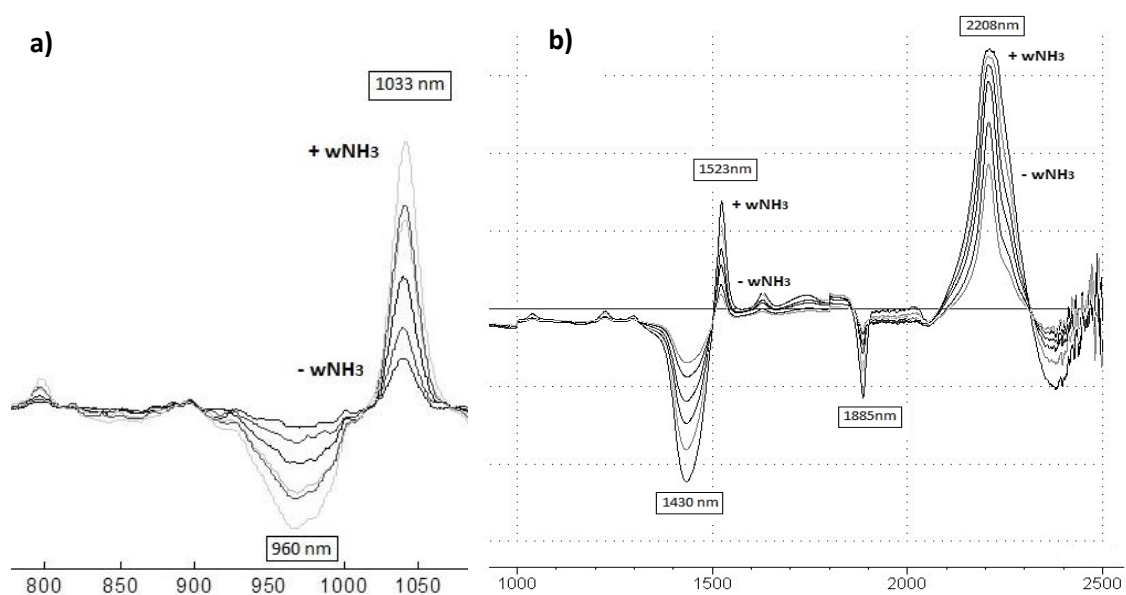 a)
1033 nm
+ wNH3
- wNH3
960 nm
800 850 900 950 1000 1050
b)
2208nm
+ wNH3
- wNH3
1523nm
+ wNH3
- wNH3
1885nm
1430 nm
1000 1500 2000 2500